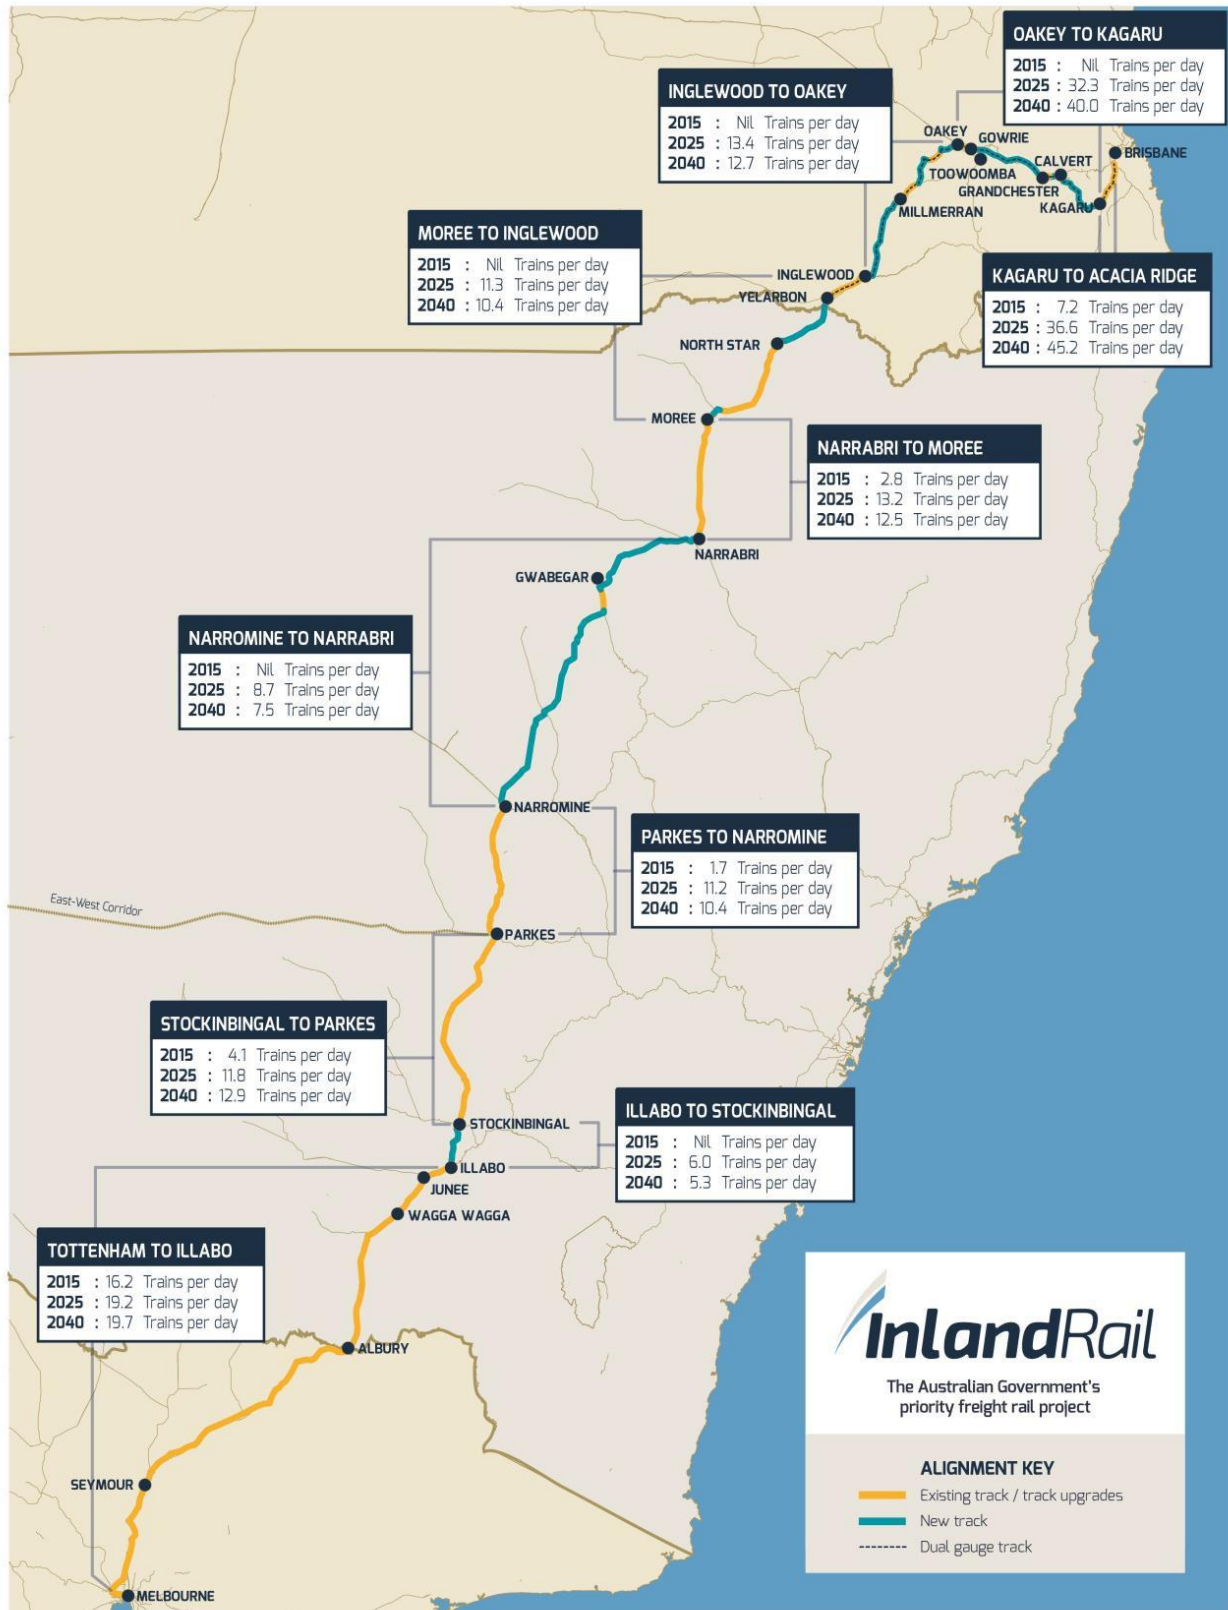 OAKEY TO KAGARU
2015 : Nil Trains per day
2025 : 32.3 Trains per day
2040 : 40.0 Trains per day
INGLEWOOD TO OAKEY
2015 : Nil Trains per day
2025 : 13.4 Trains per day
2040 : 12.7 Trains per day
OAKEY
GOWRIE
TOOWOOMBA
CALVERT
GRANDCHESTER
BRISBANE
MILLMERRAN
KAGARU
MOREE TO INGLEWOOD
2015 : Nil Trains per day
2025 : 11.3 Trains per day
2040 : 10.4 Trains per day
INGLEWOOD
YELARBON
KAGARU TO ACACIA RIDGE
2015 : 7.2 Trains per day
2025 : 36.6 Trains per day
2040 : 45.2 Trains per day
NORTH STAR
MOREE
NARRABRI TO MOREE
2015 : 2.8 Trains per day
2025 : 13.2 Trains per day
2040 : 12.5 Trains per day
NARRABRI
GWABEGAR
NARROMINE TO NARRABRI
2015 : Nil Trains per day
2025 : 8.7 Trains per day
2040 : 7.5 Trains per day
NARROMINE
PARKES TO NARROMINE
2015 : 1.7 Trains per day
2025 : 11.2 Trains per day
2040 : 10.4 Trains per day
East-West Corridor
PARKES
STOCKINBINGAL TO PARKES
2015 : 4.1 Trains per day
2025 : 11.8 Trains per day
2040 : 12.9 Trains per day
STOCKINBINGAL
ILLABO TO STOCKINBINGAL
2015 : Nil Trains per day
2025 : 6.0 Trains per day
2040 : 5.3 Trains per day
ILLABO
JUNEE
WAGGA WAGGA
TOTTENHAM TO ILLABO
2015 : 16.2 Trains per day
2025 : 19.2 Trains per day
2040 : 19.7 Trains per day
ALBURY
SEYMOUR
MELBOURNE
InlandRail
The Australian Government's
priority freight rail project
ALIGNMENT KEY
Existing track / track upgrades
New track
Dual gauge track